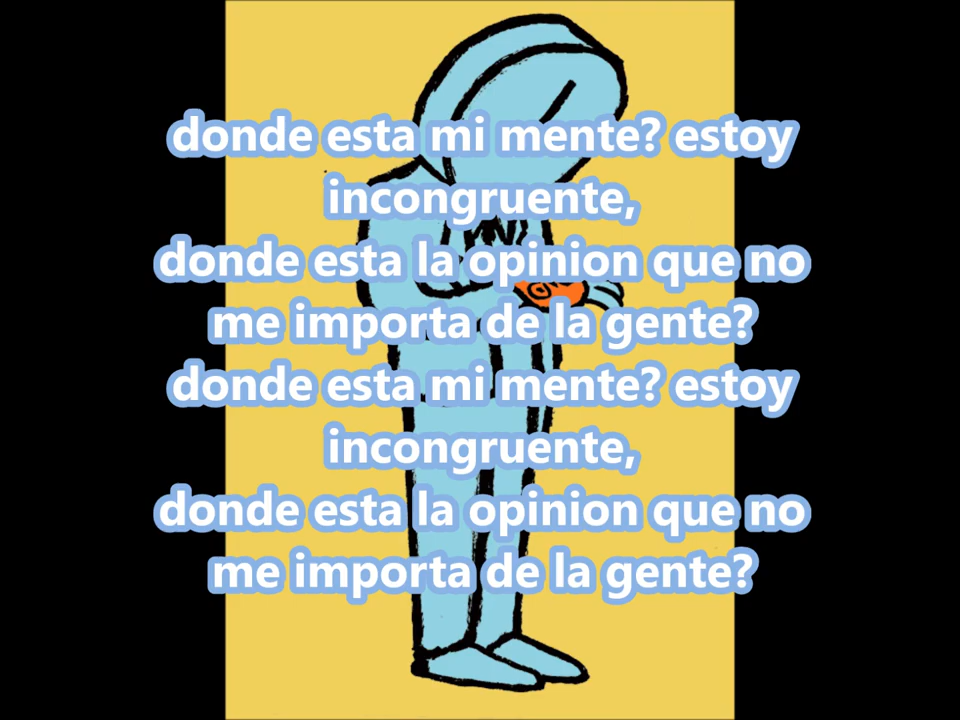 donde esta mi mente? estoy
incongruente,
donde esta la opinion que no
me importa de la gente?
donde esta mi mente? estoy
incongruente,
donde esta la opinion que no
me importa de la gente?